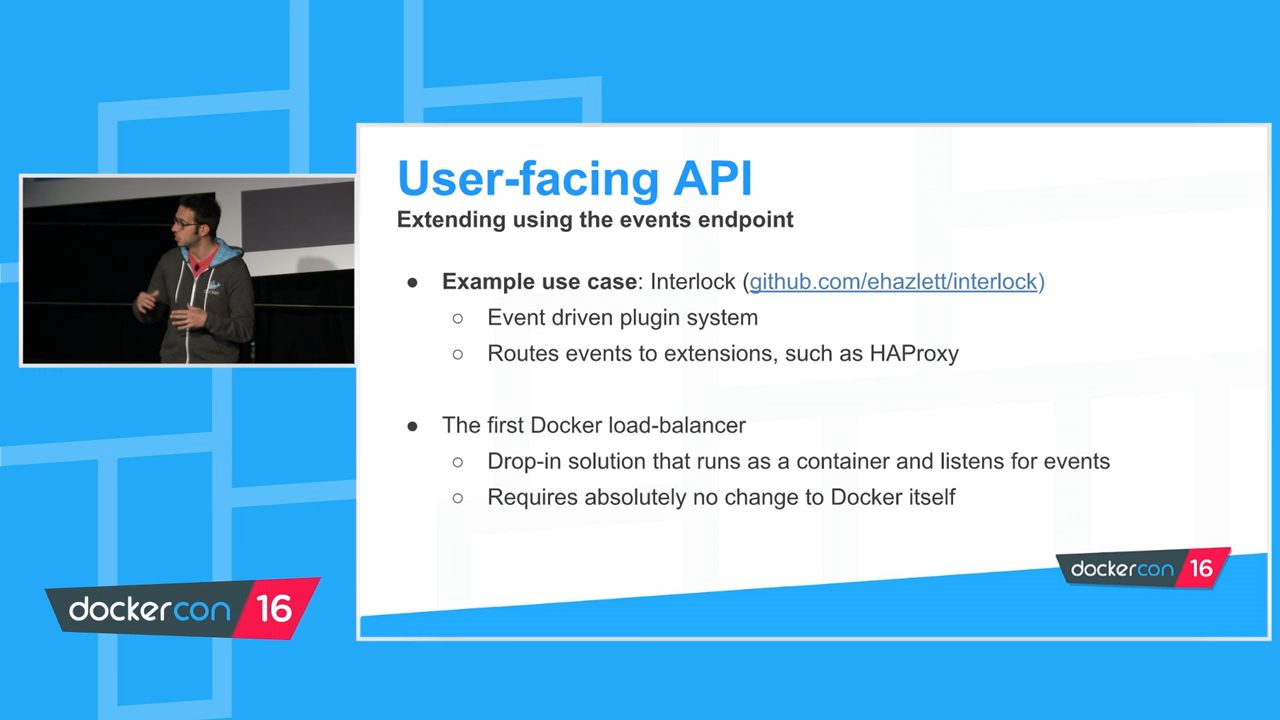 User-facing API
Extending using the events endpoint
● Example use case: Interlock (github.com/ehazlett/interlock)
○ Event driven plugin system
○ Routes events to extensions, such as HAProxy
● The first Docker load-balancer
○ Drop-in solution that runs as a container and listens for events
○ Requires absolutely no change to Docker itself
dockercon 16
dockercon 16